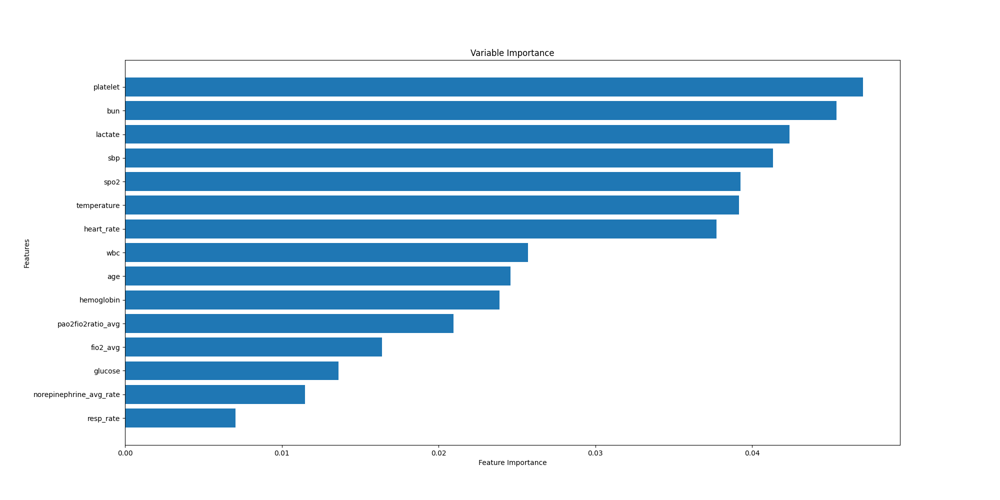 Variable Importance
platelet
bun
lactate
sbp
spo2
temperature
heart_rate
wbc
age
hemoglobin
pao2fio2ratio_avg
fio2_avg
glucose
norepinephrine_avg_rate
resp_rate
Features
0.00 0.01 0.02 0.03 0.04
Feature Importance